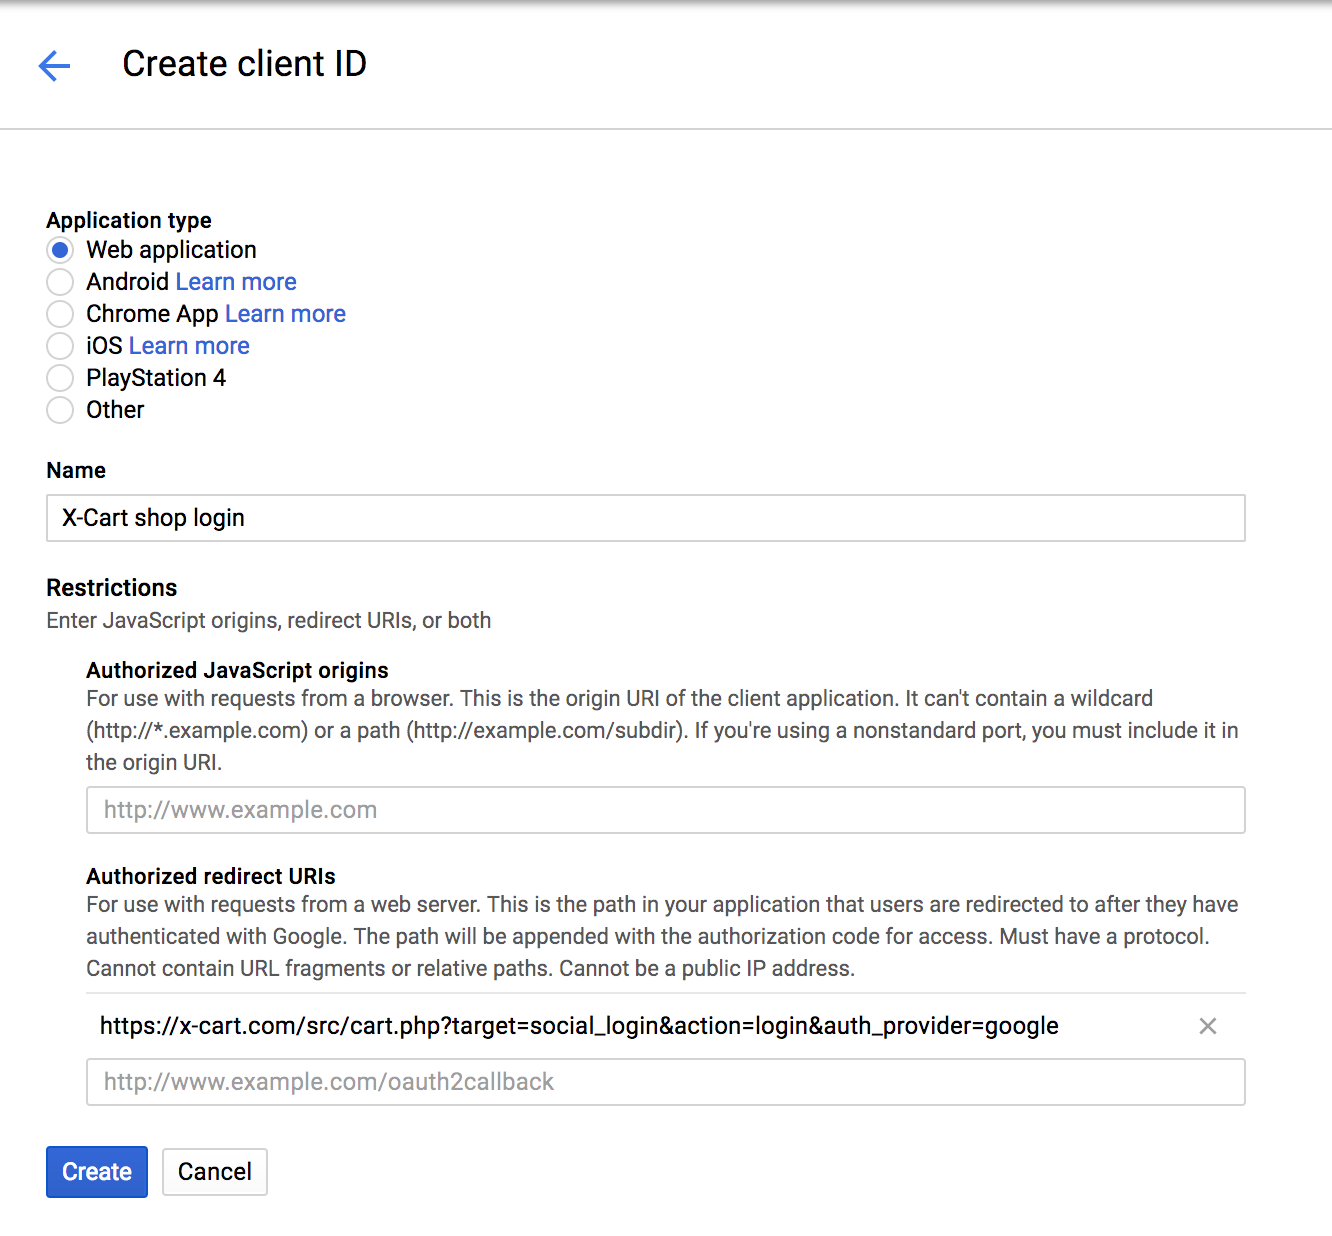 Create client ID
Application type
Web application
Android Learn more
Chrome App Learn more
iOS Learn more
PlayStation 4
Other
Name
X-Cart shop login
Restrictions
Enter JavaScript origins, redirect URIs, or both
Authorized JavaScript origins
For use with requests from a browser. This is the origin URI of the client application. It can't contain a wildcard
(http://*.example.com) or a path (http://example.com/subdir). If you're using a nonstandard port, you must include it in
the origin URI.
http://www.example.com
Authorized redirect URIs
For use with requests from a web server. This is the path in your application that users are redirected to after they have
authenticated with Google. The path will be appended with the authorization code for access. Must have a protocol.
Cannot contain URL fragments or relative paths. Cannot be a public IP address.
https://x-cart.com/src/cart.php?target=social_login&action=login&auth_provider=google
http://www.example.com/oauth2callback
Create Cancel